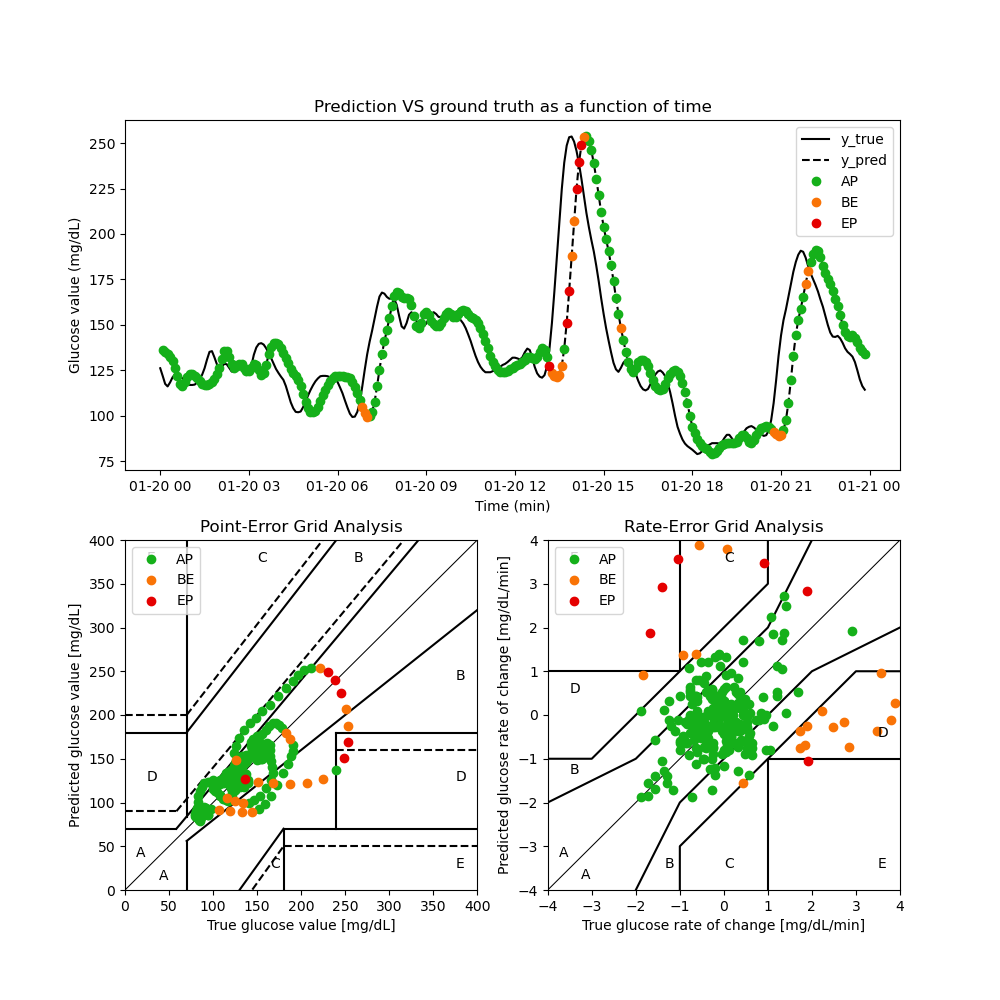 Prediction VS ground truth as a function of time
Glucose value (mg/dL)
250
225
200
175
150
125
100
75
y_true
y_pred
AP
BE
EP
01-20 00 01-20 03 01-20 06 01-20 09 01-20 12 01-20 15 01-20 18 01-20 21 01-21 00
Time (min)
Point-Error Grid Analysis
Predicted glucose value [mg/dL]
400
350
300
250
200
150
100
50
0
AP
BE
EP
C
B
B
D
D
A
A
C
E
0 50 100 150 200 250 300 350 400
True glucose value [mg/dL]
Rate-Error Grid Analysis
Predicted glucose rate of change [mg/dL/min]
4
3
2
1
0
−1
−2
−3
−4
AP
BE
EP
C
D
D
B
A
A
B
C
E
−4 −3 −2 −1 0 1 2 3 4
True glucose rate of change [mg/dL/min]